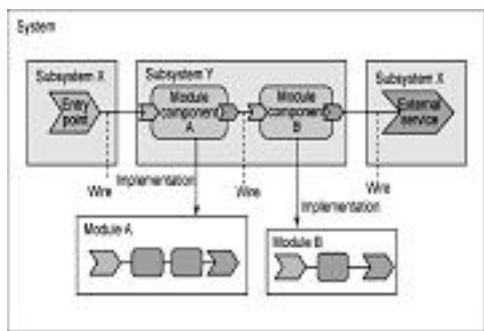 System
Subsystem X
Subsystem Y
Subsystem X
Entry
point
Module
component
A
Module
component
B
External
service
Wire
Implementation
Wire
Implementation
Wire
Module A
Module B